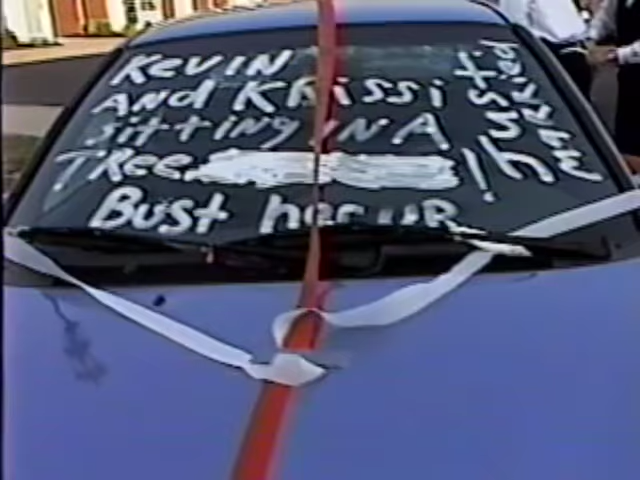 KEVIN
AND KRissi
sitting iN A
TREE
Bust her UP !
Just
MARRiEd